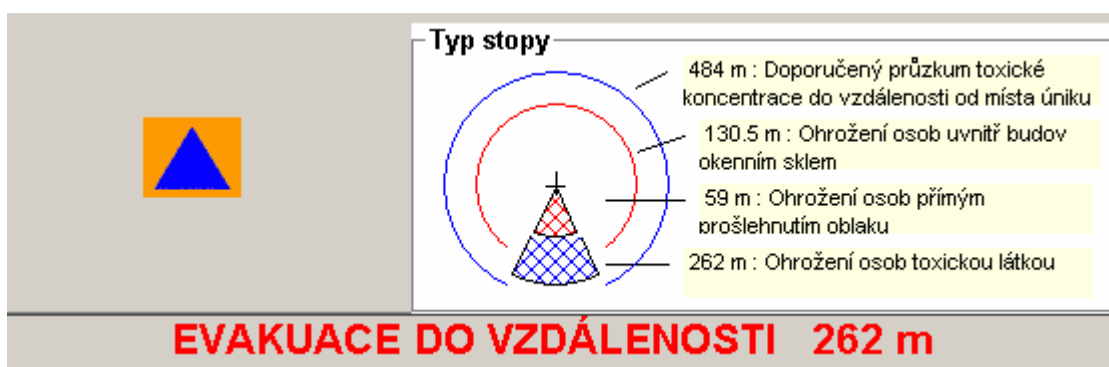 Typ stopy
484 m : Doporučený průzkum toxické
koncentrace do vzdálenosti od místa úniku
130.5 m : Ohrožení osob uvnitř budov
okenním sklem
59 m : Ohrožení osob přímým
prošlehnutím oblaku
262 m : Ohrožení osob toxickou látkou
EVAKUACE DO VZDÁLENOSTI 262 m